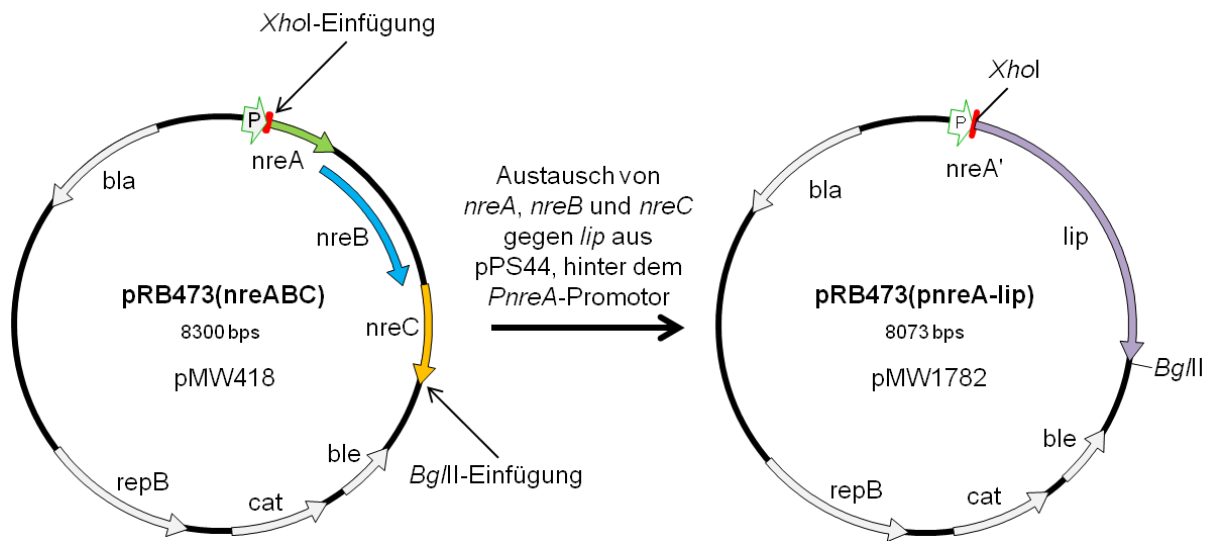 XhoI-Einfügung
P
nreA
bla
nreB
pRB473(nreABC)
8300 bps
nreC
pMW418
ble
BglII-Einfügung
repB
cat
Austausch von
nreA, nreB und nreC
gegen lip aus
pPS44, hinter dem
PnreA-Promotor
XhoI
P
nreA'
bla
lip
pRB473(pnreA-lip)
8073 bps
pMW1782
BglII
ble
repB
cat